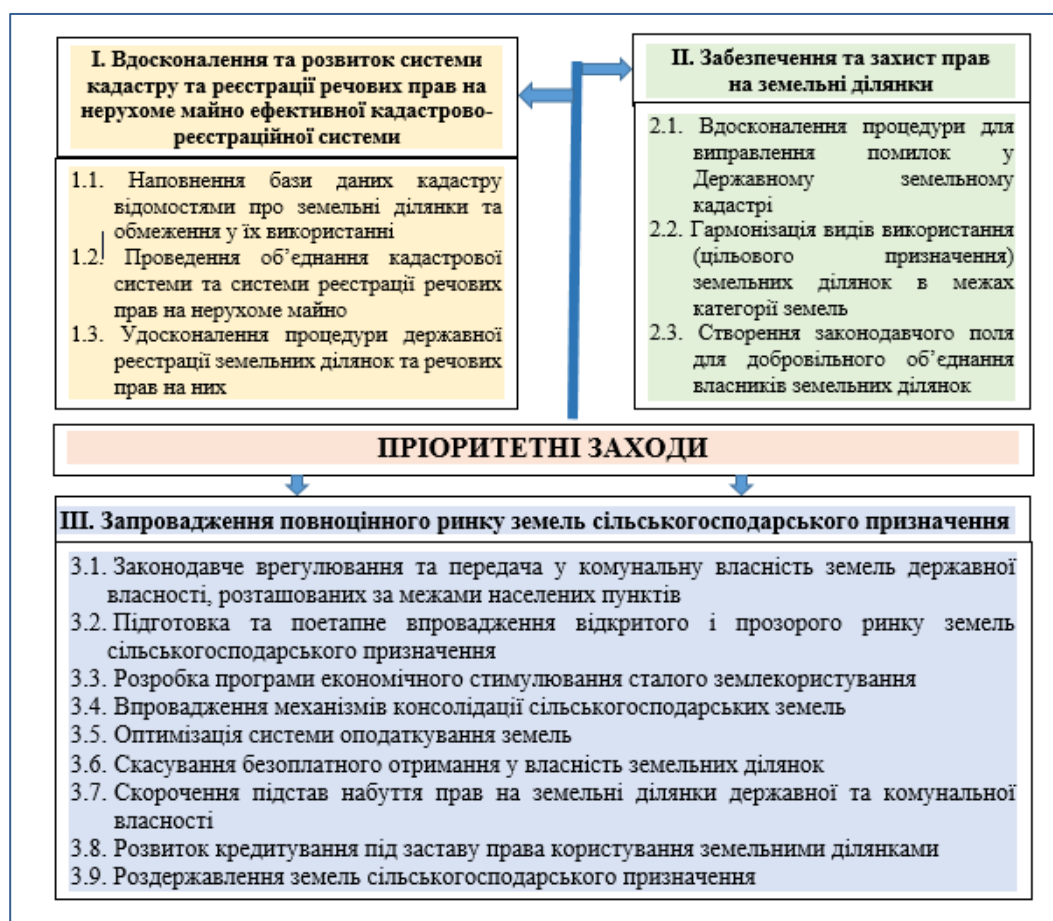 І. Вдосконалення та розвиток системи
кадастру та реєстрації речових прав на
нерухоме майно ефективної кадастрово-
реєстраційної системи
1.1. Наповнення бази даних кадастру
відомостями про земельні ділянки та
обмеження у їх використанні
1.2. Проведення об’єднання кадастрової
системи та системи реєстрації речових
прав на нерухоме майно
1.3. Удосконалення процедури державної
реєстрації земельних ділянок та речових
прав на них
ІІ. Забезпечення та захист прав
на земельні ділянки
2.1. Вдосконалення процедури для
виправлення помилок у
Державному земельному
кадастрі
2.2. Гармонізація видів використання
(цільового призначення)
земельних ділянок в межах
категорії земель
2.3. Створення законодавчого поля
для добровільного об’єднання
власників земельних ділянок
ПРІОРИТЕТНІ ЗАХОДИ
ІІІ. Запровадження повноцінного ринку земель сільськогосподарського призначення
3.1. Законодавче врегулювання та передача у комунальну власність земель державної
власності, розташованих за межами населених пунктів
3.2. Підготовка та поетапне впровадження відкритого і прозорого ринку земель
сільськогосподарського призначення
3.3. Розробка програми економічного стимулювання сталого землекористування
3.4. Впровадження механізмів консолідації сільськогосподарських земель
3.5. Оптимізація системи оподаткування земель
3.6. Скасування безоплатного отримання у власність земельних ділянок
3.7. Скорочення підстав набуття прав на земельні ділянки державної та комунальної
власності
3.8. Розвиток кредитування під заставу права користування земельними ділянками
3.9. Роздержавлення земель сільськогосподарського призначення